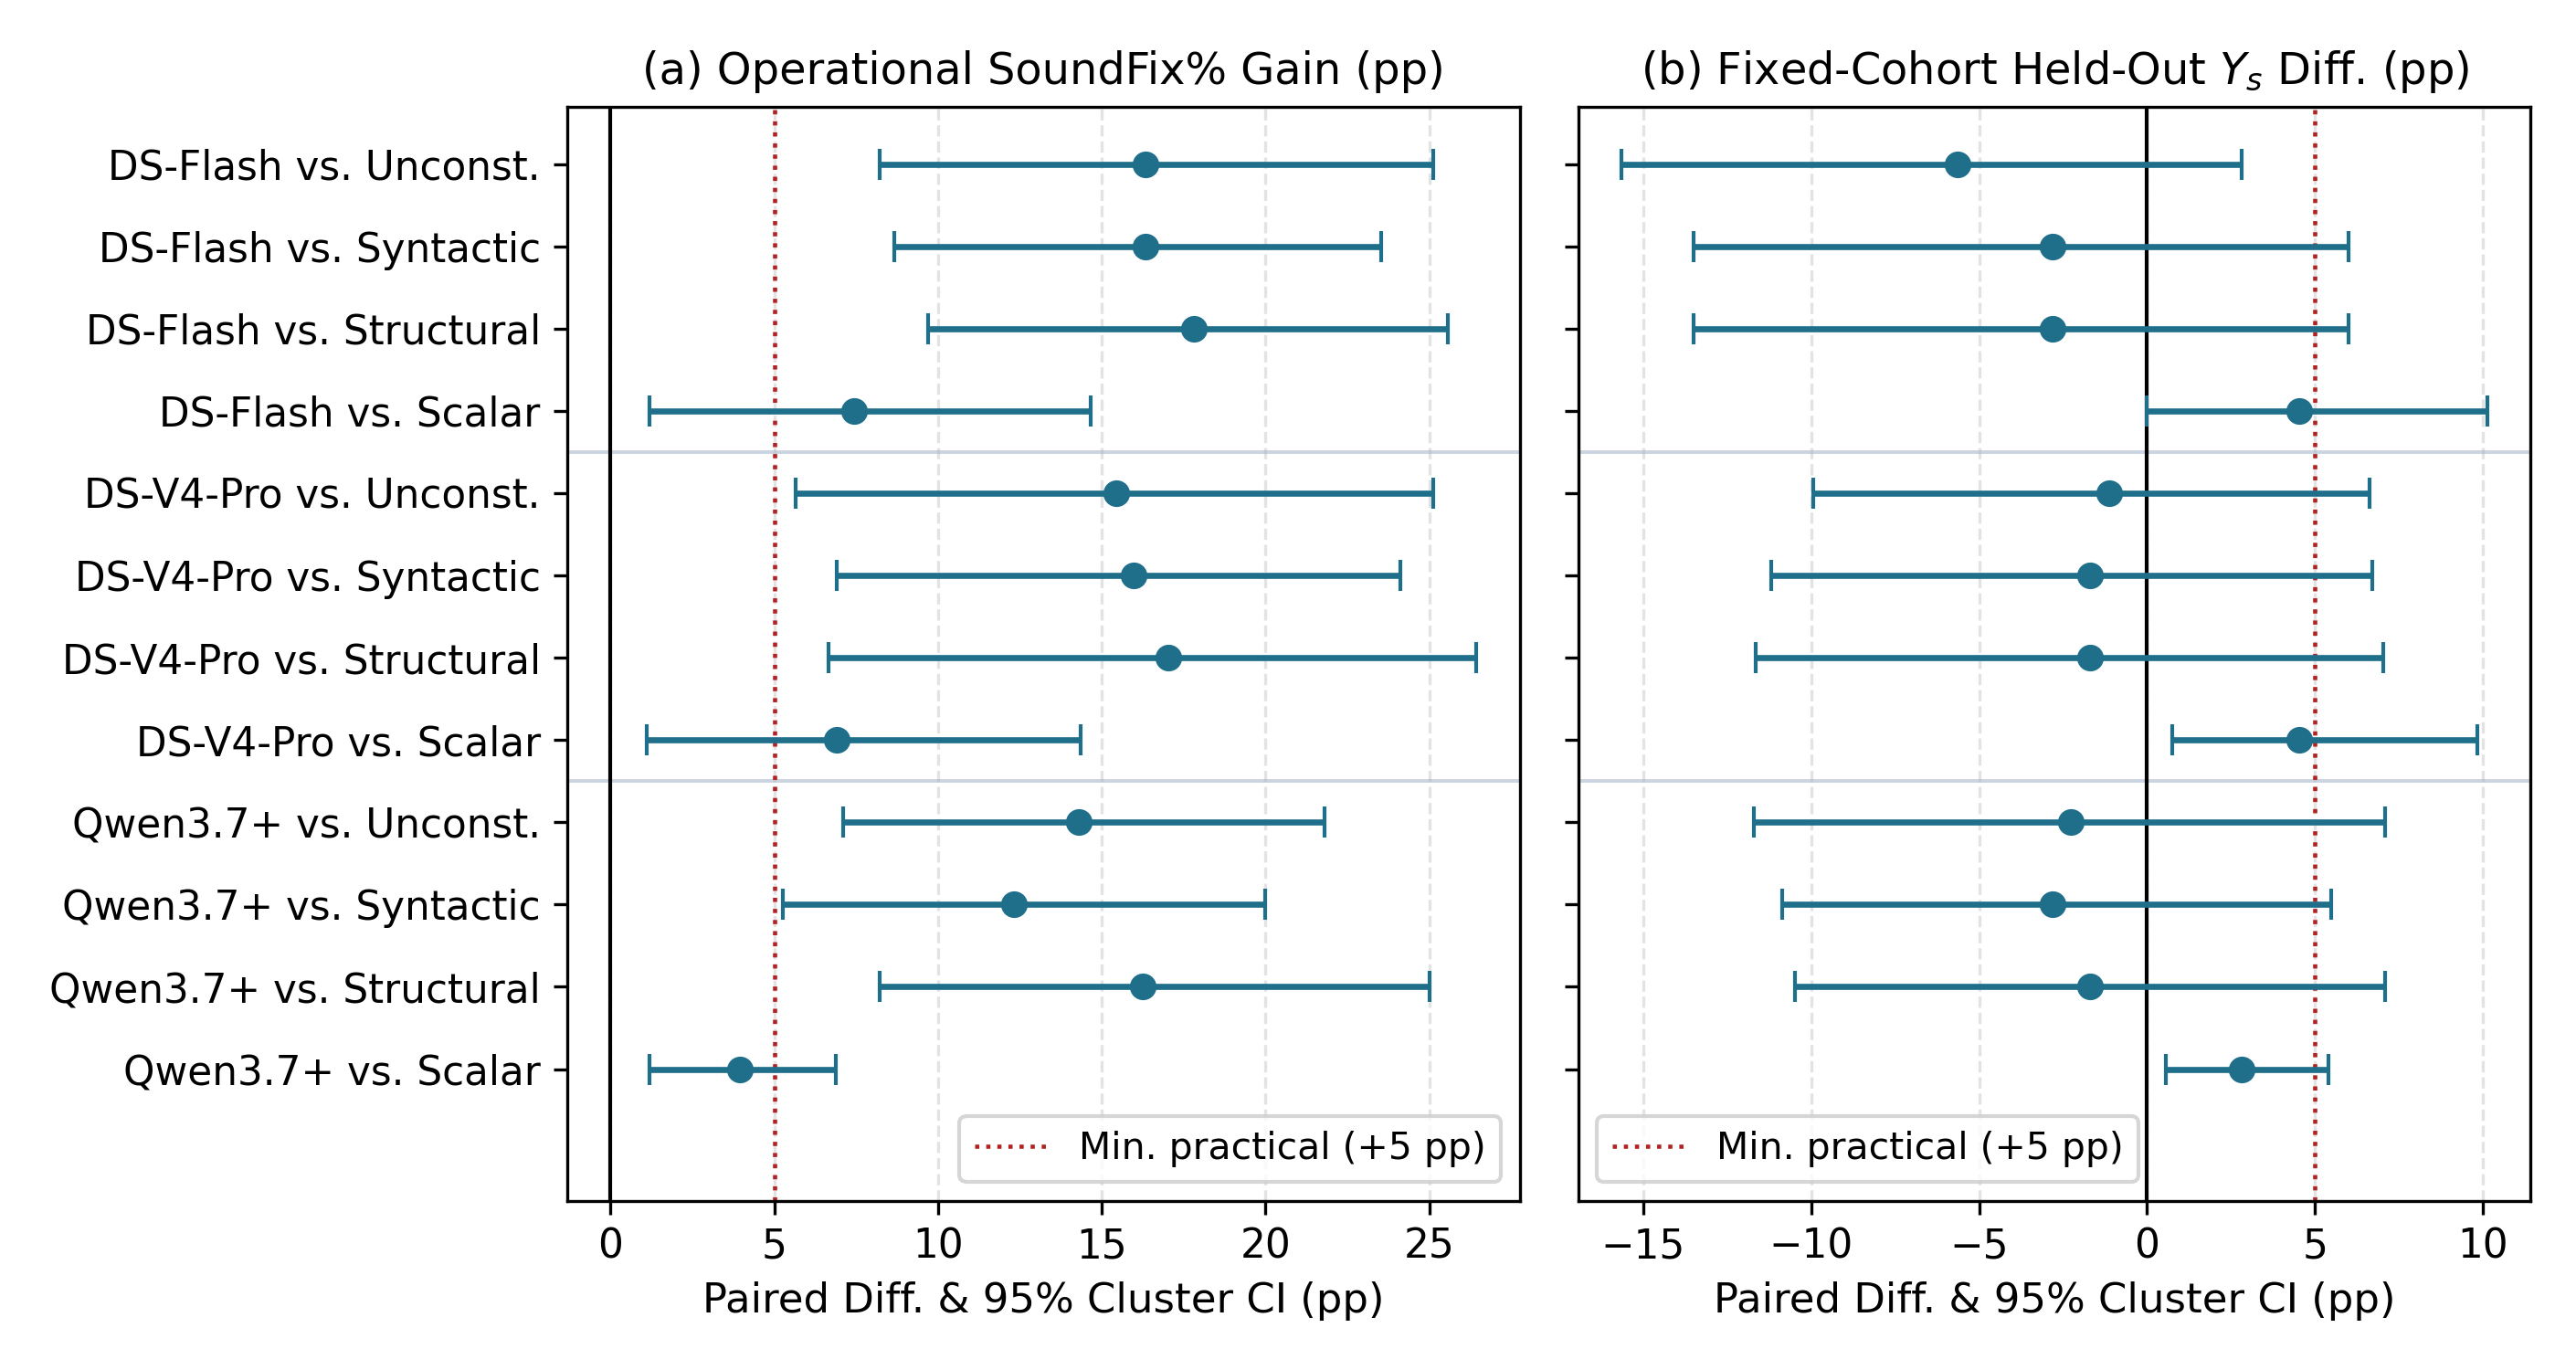 (a) Operational SoundFix% Gain (pp)
(b) Fixed-Cohort Held-Out Yₛ Diff. (pp)
DS-Flash vs. Unconst.
DS-Flash vs. Syntactic
DS-Flash vs. Structural
DS-Flash vs. Scalar
DS-V4-Pro vs. Unconst.
DS-V4-Pro vs. Syntactic
DS-V4-Pro vs. Structural
DS-V4-Pro vs. Scalar
Qwen3.7+ vs. Unconst.
Qwen3.7+ vs. Syntactic
Qwen3.7+ vs. Structural
Qwen3.7+ vs. Scalar
Min. practical (+5 pp)
Min. practical (+5 pp)
0 5 10 15 20 25
−15 −10 −5 0 5 10
Paired Diff. & 95% Cluster CI (pp)
Paired Diff. & 95% Cluster CI (pp)